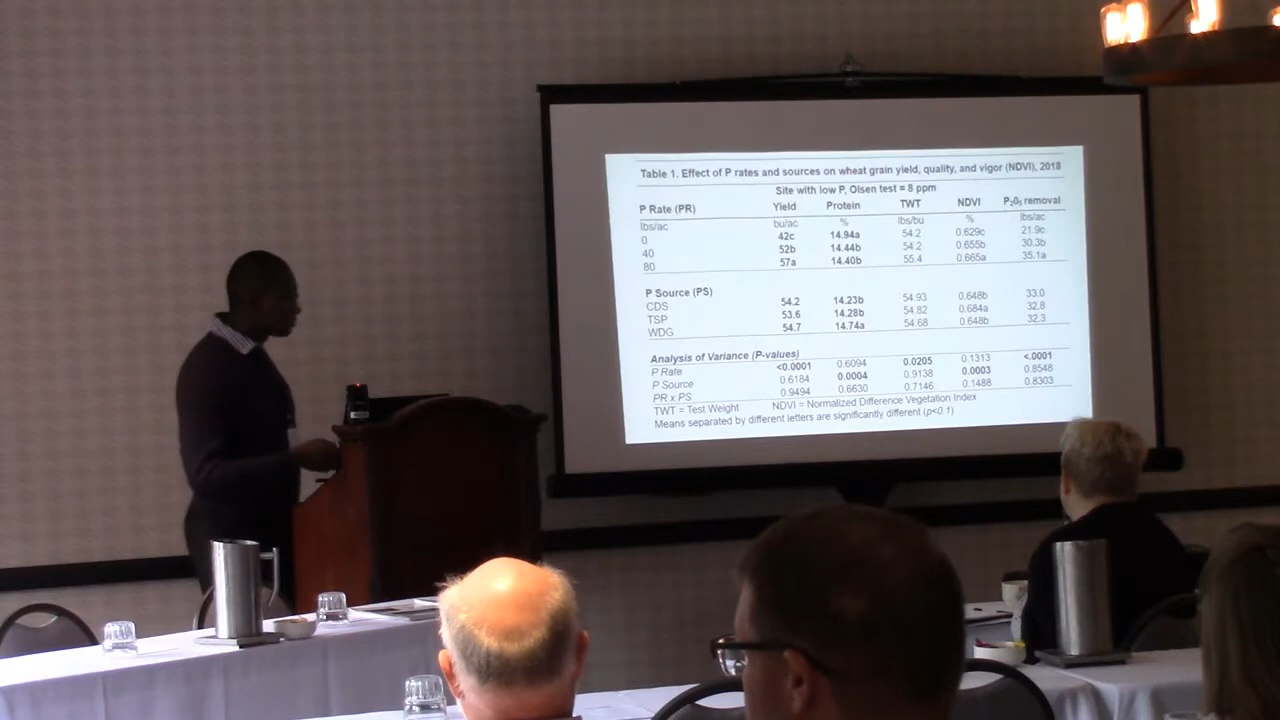 Table 1. Effect of P rates and sources on wheat grain yield, quality, and vigor (NDVI), 2018
Site with low P, Olsen test = 8 ppm
P Rate (PR) Yield Protein TWT NDVI P₂0₅ removal
lbs/ac bu/ac % lbs/bu % lbs/ac
0 42c 14.94a 54.2 0.629c 21.9c
40 52b 14.44b 54.2 0.655b 30.3b
80 57a 14.40b 55.4 0.665a 35.1a
P Source (PS)
CDS 54.2 14.23b 54.93 0.648b 33.0
TSP 53.6 14.28b 54.82 0.684a 32.8
WDG 54.7 14.74a 54.68 0.648b 32.3
Analysis of Variance (P-values)
P Rate <0.0001 0.6094 0.0205 0.1313 <.0001
P Source 0.6184 0.0004 0.9138 0.0003 0.8548
PR x PS 0.9494 0.6630 0.7146 0.1488 0.8303
TWT = Test Weight NDVI = Normalized Difference Vegetation Index
Means separated by different letters are significantly different (p<0.1)